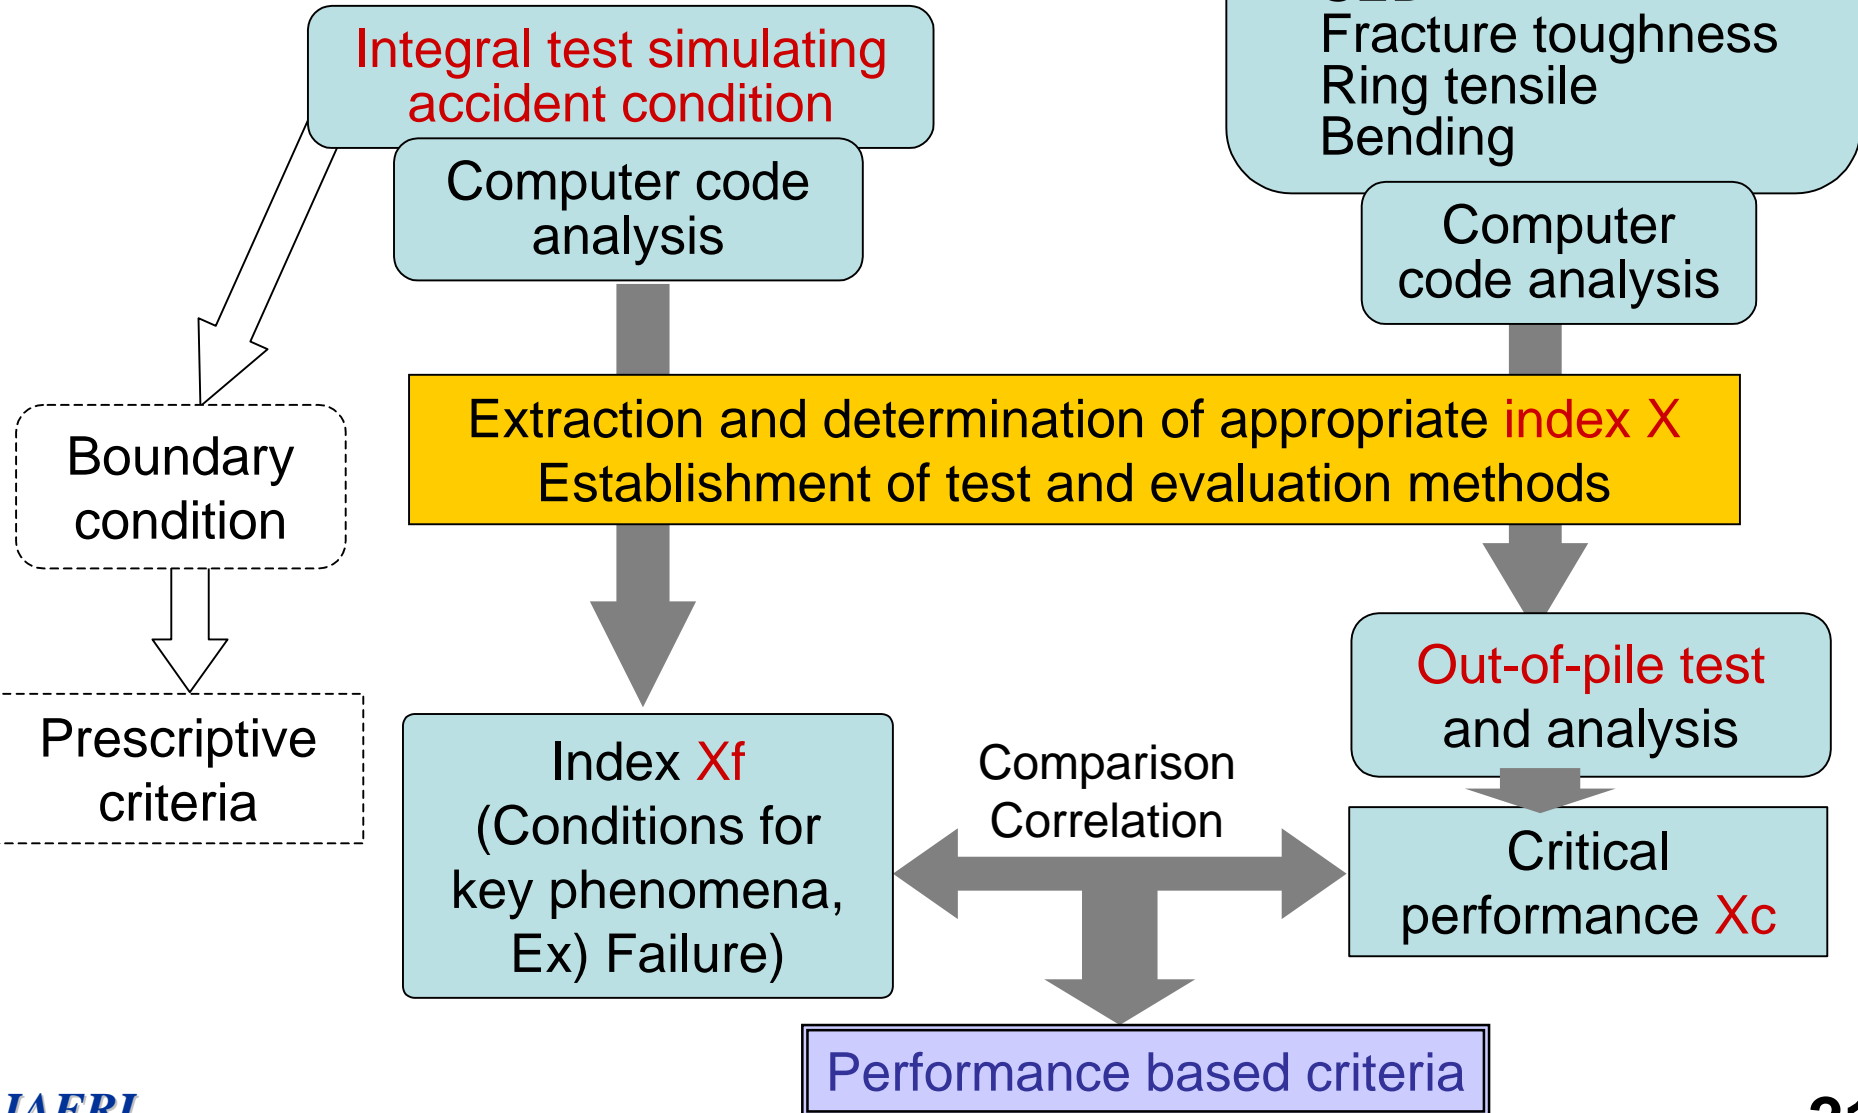 Integral test simulating
accident condition
Computer code
analysis
Fracture toughness
Ring tensile
Bending
Computer
code analysis
Extraction and determination of appropriate index X
Establishment of test and evaluation methods
Boundary
condition
Prescriptive
criteria
Index Xf
(Conditions for
key phenomena,
Ex) Failure)
Comparison
Correlation
Out-of-pile test
and analysis
Critical
performance Xc
Performance based criteria
JAERI